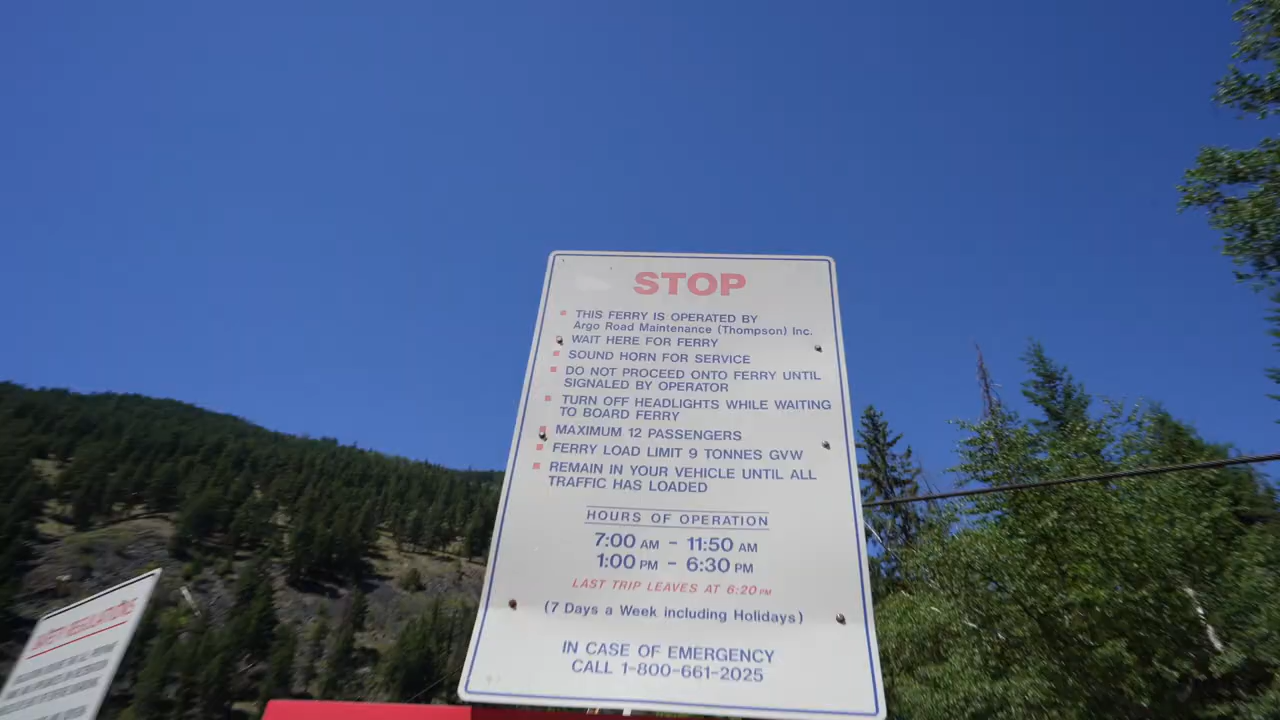 STOP
THIS FERRY IS OPERATED BY
Argo Road Maintenance (Thompson) Inc.
WAIT HERE FOR FERRY
SOUND HORN FOR SERVICE
DO NOT PROCEED ONTO FERRY UNTIL
SIGNALED BY OPERATOR
TURN OFF HEADLIGHTS WHILE WAITING
TO BOARD FERRY
MAXIMUM 12 PASSENGERS
FERRY LOAD LIMIT 9 TONNES GVW
REMAIN IN YOUR VEHICLE UNTIL ALL
TRAFFIC HAS LOADED
HOURS OF OPERATION
7:00 AM - 11:50 AM
1:00 PM - 6:30 PM
LAST TRIP LEAVES AT 6:20 PM
(7 Days a Week including Holidays)
IN CASE OF EMERGENCY
CALL 1-800-661-2025
SAFETY REGULATIONS